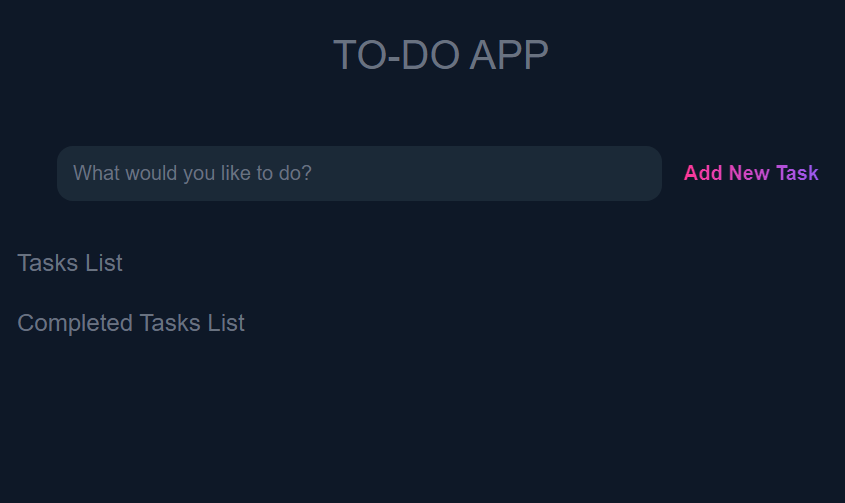 TO-DO APP
What would you like to do?
Add New Task
Tasks List
Completed Tasks List